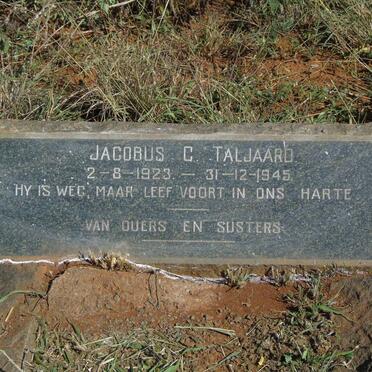 JACOBUS C. TALJAARD
2-8-1923 - 31-12-1945
HY IS WEG, MAAR LEEF VOORT IN ONS HARTE
VAN OUERS EN SUSTERS